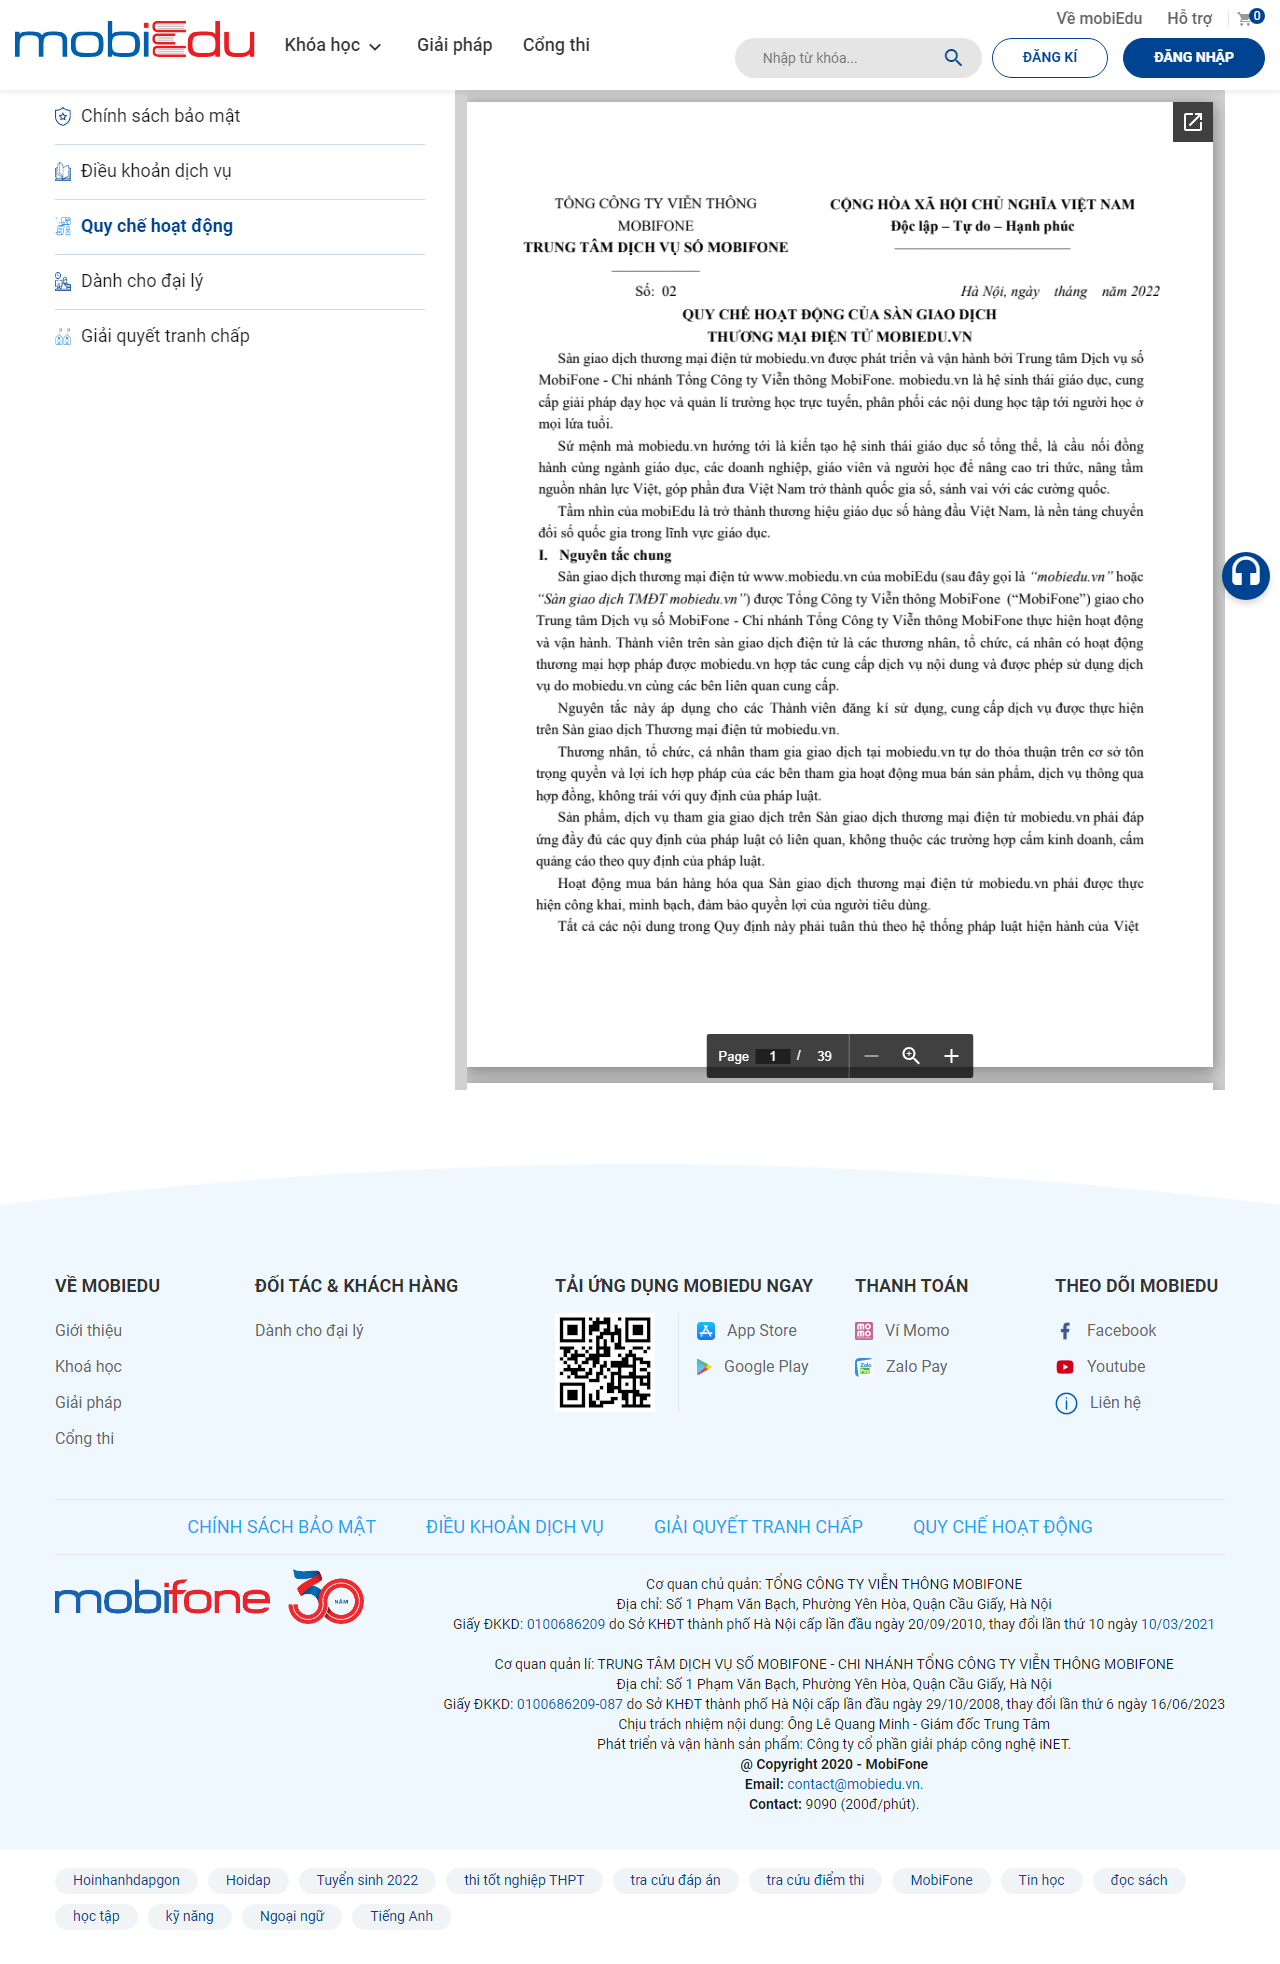 Về mobiEdu Hỗ trợ 0
mobiEdu Khóa học Giải pháp Cổng thi
Nhập từ khóa... ĐĂNG KÍ ĐĂNG NHẬP
Chính sách bảo mật
Điều khoản dịch vụ
Quy chế hoạt động
Dành cho đại lý
Giải quyết tranh chấp
TỔNG CÔNG TY VIỄN THÔNG CỘNG HÒA XÃ HỘI CHỦ NGHĨA VIỆT NAM
MOBIFONE Độc lập – Tự do – Hạnh phúc
TRUNG TÂM DỊCH VỤ SỐ MOBIFONE
Số: 02 Hà Nội, ngày tháng năm 2022
QUY CHẾ HOẠT ĐỘNG CỦA SÀN GIAO DỊCH
THƯƠNG MẠI ĐIỆN TỬ MOBIEDU.VN
Sàn giao dịch thương mại điện tử mobiedu.vn được phát triển và vận hành bởi Trung tâm Dịch vụ số
MobiFone - Chi nhánh Tổng Công ty Viễn thông MobiFone. mobiedu.vn là hệ sinh thái giáo dục, cung
cấp giải pháp dạy học và quản lí trường học trực tuyến, phân phối các nội dung học tập tới người học ở
mọi lứa tuổi.
Sứ mệnh mà mobiedu.vn hướng tới là kiến tạo hệ sinh thái giáo dục số tổng thể, là cầu nối đồng
hành cùng ngành giáo dục, các doanh nghiệp, giáo viên và người học để nâng cao tri thức, nâng tầm
nguồn nhân lực Việt, góp phần đưa Việt Nam trở thành quốc gia số, sánh vai với các cường quốc.
Tầm nhìn của mobiEdu là trở thành thương hiệu giáo dục số hàng đầu Việt Nam, là nền tảng chuyển
đổi số quốc gia trong lĩnh vực giáo dục.
I. Nguyên tắc chung
Sàn giao dịch thương mại điện tử www.mobiedu.vn của mobiEdu (sau đây gọi là “mobiedu.vn” hoặc
“Sàn giao dịch TMĐT mobiedu.vn”) được Tổng Công ty Viễn thông MobiFone (“MobiFone”) giao cho
Trung tâm Dịch vụ số MobiFone - Chi nhánh Tổng Công ty Viễn thông MobiFone thực hiện hoạt động
và vận hành. Thành viên trên sàn giao dịch điện tử là các thương nhân, tổ chức, cá nhân có hoạt động
thương mại hợp pháp được mobiedu.vn hợp tác cung cấp dịch vụ nội dung và được phép sử dụng dịch
vụ do mobiedu.vn cùng các bên liên quan cung cấp.
Nguyên tắc này áp dụng cho các Thành viên đăng kí sử dụng, cung cấp dịch vụ được thực hiện
trên Sàn giao dịch Thương mại điện tử mobiedu.vn.
Thương nhân, tổ chức, cá nhân tham gia giao dịch tại mobiedu.vn tự do thỏa thuận trên cơ sở tôn
trọng quyền và lợi ích hợp pháp của các bên tham gia hoạt động mua bán sản phẩm, dịch vụ thông qua
hợp đồng, không trái với quy định của pháp luật.
Sản phẩm, dịch vụ tham gia giao dịch trên Sàn giao dịch thương mại điện tử mobiedu.vn phải đáp
ứng đầy đủ các quy định của pháp luật có liên quan, không thuộc các trường hợp cấm kinh doanh, cấm
quảng cáo theo quy định của pháp luật.
Hoạt động mua bán hàng hóa qua Sàn giao dịch thương mại điện tử mobiedu.vn phải được thực
hiện công khai, minh bạch, đảm bảo quyền lợi của người tiêu dùng.
Tất cả các nội dung trong Quy định này phải tuân thủ theo hệ thống pháp luật hiện hành của Việt
Page 1 / 39
VỀ MOBIEDU ĐỐI TÁC & KHÁCH HÀNG TẢI ỨNG DỤNG MOBIEDU NGAY THANH TOÁN THEO DÕI MOBIEDU
Giới thiệu Dành cho đại lý App Store Ví Momo Facebook
Khoá học Google Play Zalo Pay Youtube
Giải pháp Liên hệ
Cổng thi
CHÍNH SÁCH BẢO MẬT ĐIỀU KHOẢN DỊCH VỤ GIẢI QUYẾT TRANH CHẤP QUY CHẾ HOẠT ĐỘNG
mobifone 30 NĂM
Cơ quan chủ quản: TỔNG CÔNG TY VIỄN THÔNG MOBIFONE
Địa chỉ: Số 1 Phạm Văn Bạch, Phường Yên Hòa, Quận Cầu Giấy, Hà Nội
Giấy ĐKKD: 0100686209 do Sở KHĐT thành phố Hà Nội cấp lần đầu ngày 20/09/2010, thay đổi lần thứ 10 ngày 10/03/2021
Cơ quan quản lí: TRUNG TÂM DỊCH VỤ SỐ MOBIFONE - CHI NHÁNH TỔNG CÔNG TY VIỄN THÔNG MOBIFONE
Địa chỉ: Số 1 Phạm Văn Bạch, Phường Yên Hòa, Quận Cầu Giấy, Hà Nội
Giấy ĐKKD: 0100686209-087 do Sở KHĐT thành phố Hà Nội cấp lần đầu ngày 29/10/2008, thay đổi lần thứ 6 ngày 16/06/2023
Chịu trách nhiệm nội dung: Ông Lê Quang Minh - Giám đốc Trung Tâm
Phát triển và vận hành sản phẩm: Công ty cổ phần giải pháp công nghệ iNET.
@ Copyright 2020 - MobiFone
Email: contact@mobiedu.vn.
Contact: 9090 (200đ/phút).
Hoinhanhdapgon Hoidap Tuyển sinh 2022 thi tốt nghiệp THPT tra cứu đáp án tra cứu điểm thi MobiFone Tin học đọc sách
học tập kỹ năng Ngoại ngữ Tiếng Anh